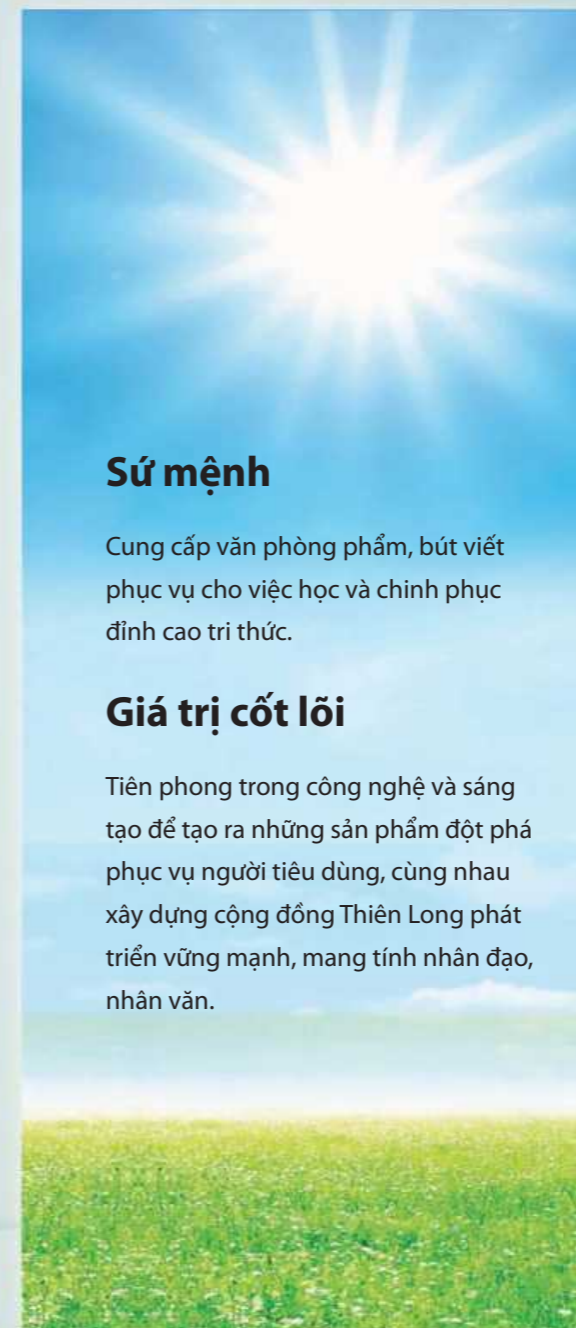 Sứ mệnh
Cung cấp văn phòng phẩm, bút viết
phục vụ cho việc học và chinh phục
đỉnh cao tri thức.
Giá trị cốt lõi
Tiên phong trong công nghệ và sáng
tạo để tạo ra những sản phẩm đột phá
phục vụ người tiêu dùng, cùng nhau
xây dựng cộng đồng Thiên Long phát
triển vững mạnh, mang tính nhân đạo,
nhân văn.